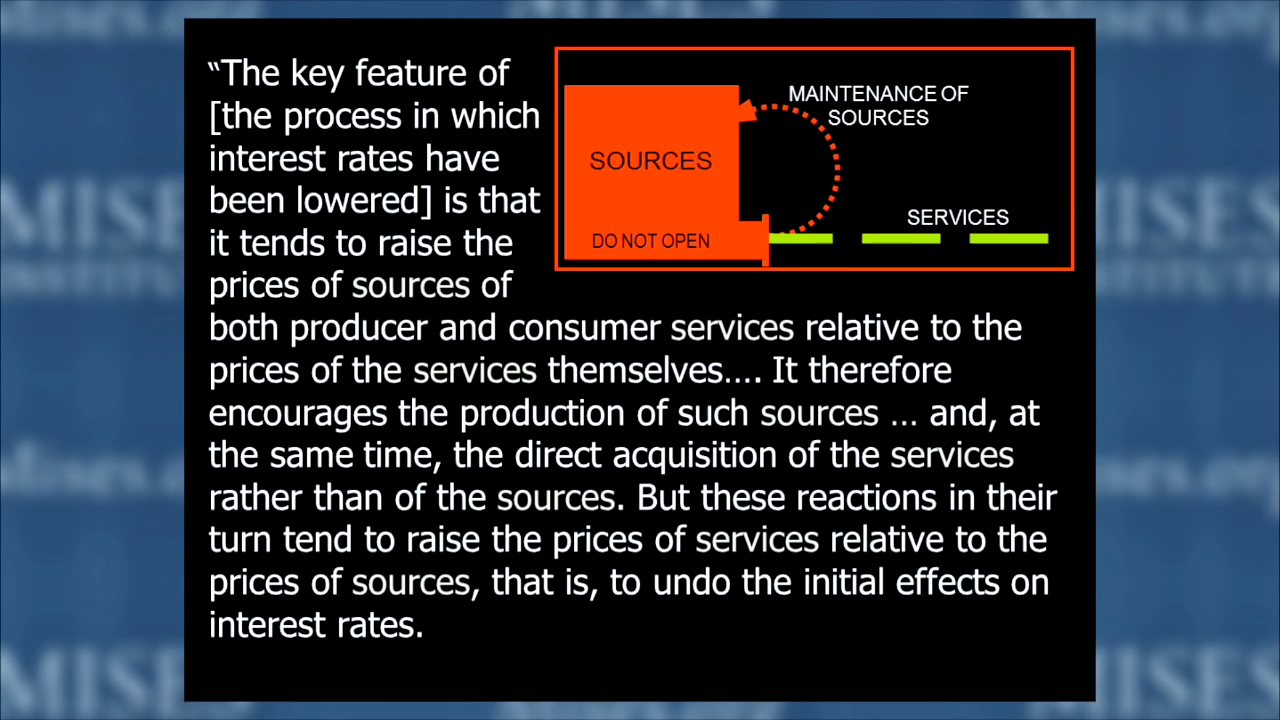 “The key feature of
[the process in which
interest rates have
been lowered] is that
it tends to raise the
prices of sources of
both producer and consumer services relative to the
prices of the services themselves…. It therefore
encourages the production of such sources … and, at
the same time, the direct acquisition of the services
rather than of the sources. But these reactions in their
turn tend to raise the prices of services relative to the
prices of sources, that is, to undo the initial effects on
interest rates.
MAINTENANCE OF
SOURCES
SOURCES
SERVICES
DO NOT OPEN
Mises.org
MISES
INSTITUTE